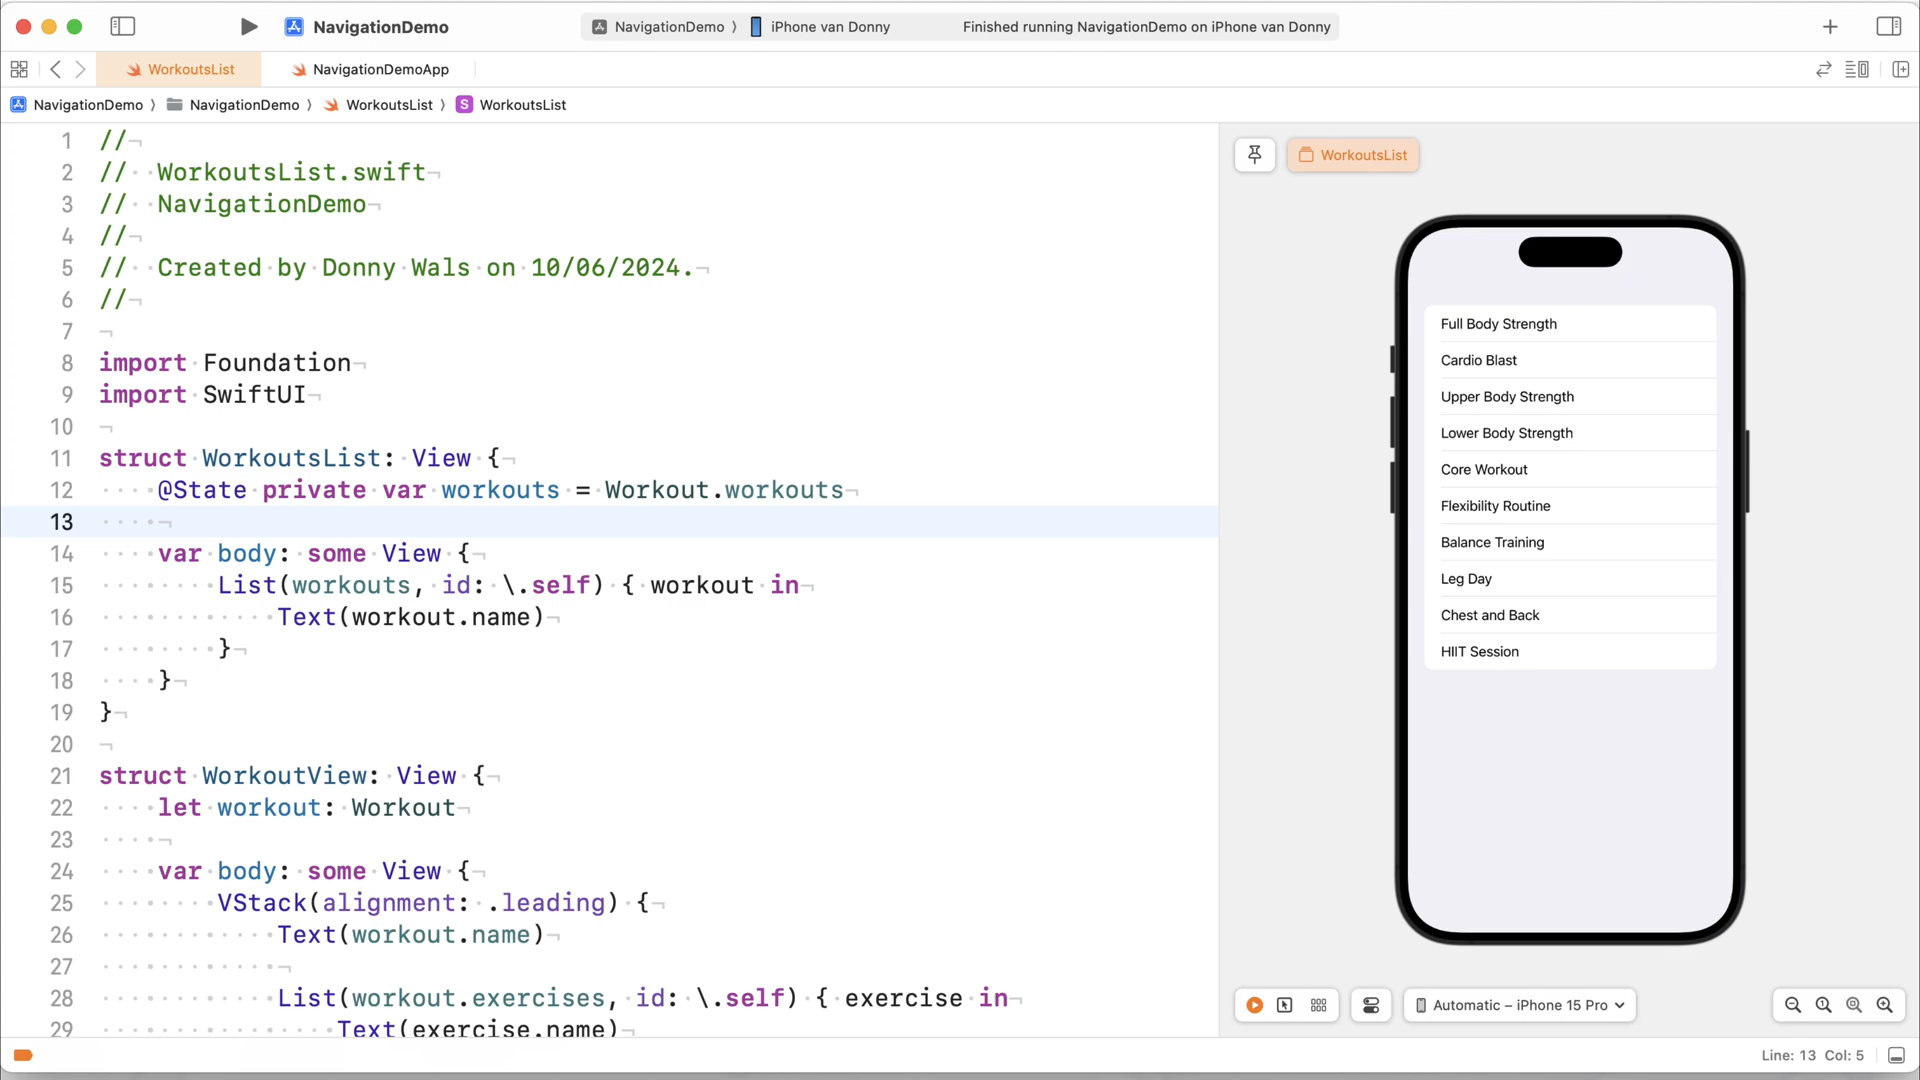 NavigationDemo
NavigationDemo 〉 iPhone van Donny
Finished running NavigationDemo on iPhone van Donny
WorkoutsList
NavigationDemoApp
NavigationDemo 〉 NavigationDemo 〉 WorkoutsList 〉 S WorkoutsList
1 //
2 //  WorkoutsList.swift
3 //  NavigationDemo
4 //
5 //  Created by Donny Wals on 10/06/2024.
6 //
7
8 import Foundation
9 import SwiftUI
10
11 struct WorkoutsList: View {
12     @State private var workouts = Workout.workouts
13
14     var body: some View {
15         List(workouts, id: \.self) { workout in
16             Text(workout.name)
17         }
18     }
19 }
20
21 struct WorkoutView: View {
22     let workout: Workout
23
24     var body: some View {
25         VStack(alignment: .leading) {
26             Text(workout.name)
27
28             List(workout.exercises, id: \.self) { exercise in
29                 Text(exercise.name)
WorkoutsList
Full Body Strength
Cardio Blast
Upper Body Strength
Lower Body Strength
Core Workout
Flexibility Routine
Balance Training
Leg Day
Chest and Back
HIIT Session
Automatic – iPhone 15 Pro
Line: 13 Col: 5